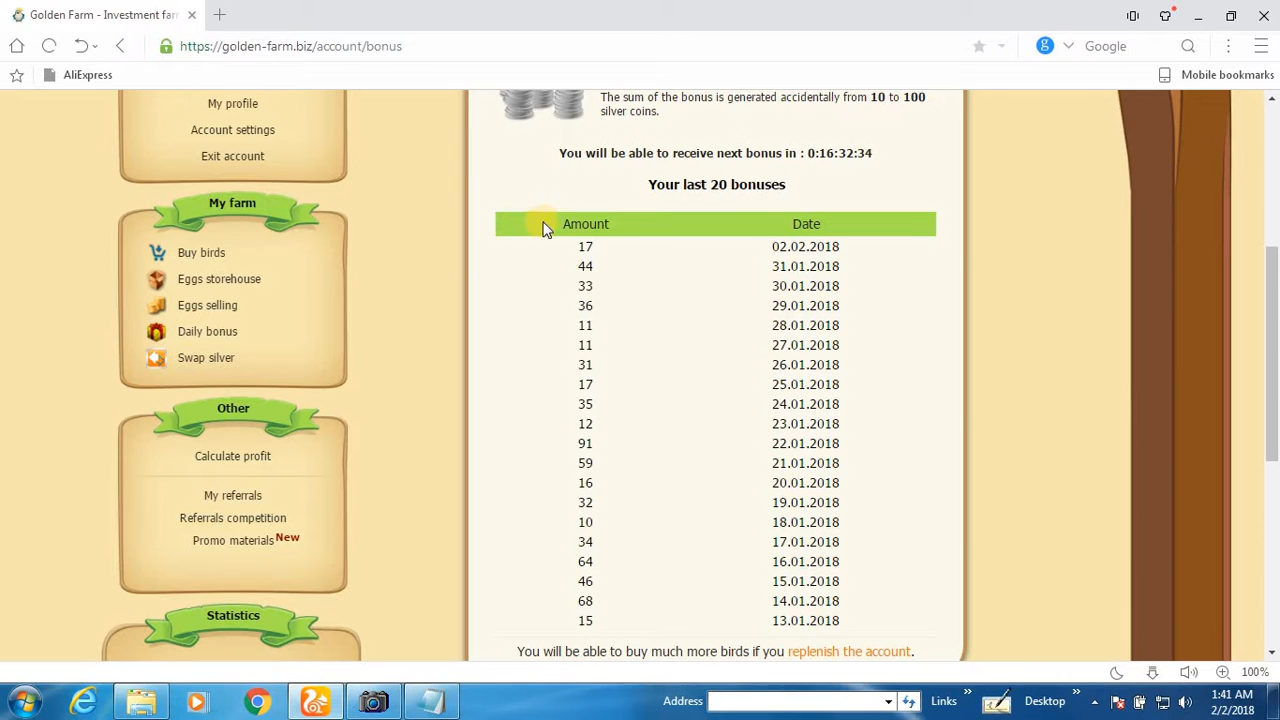 Golden Farm - Investment farm
https://golden-farm.biz/account/bonus
Google
AliExpress
Mobile bookmarks
My profile
Account settings
Exit account
My farm
Buy birds
Eggs storehouse
Eggs selling
Daily bonus
Swap silver
Other
Calculate profit
My referrals
Referrals competition
Promo materials New
Statistics
The sum of the bonus is generated accidentally from 10 to 100
silver coins.
You will be able to receive next bonus in : 0:16:32:34
Your last 20 bonuses
Amount Date
17 02.02.2018
44 31.01.2018
33 30.01.2018
36 29.01.2018
11 28.01.2018
11 27.01.2018
31 26.01.2018
17 25.01.2018
35 24.01.2018
12 23.01.2018
91 22.01.2018
59 21.01.2018
16 20.01.2018
32 19.01.2018
10 18.01.2018
34 17.01.2018
64 16.01.2018
46 15.01.2018
68 14.01.2018
15 13.01.2018
You will be able to buy much more birds if you replenish the account.
100%
Address Links » Desktop »
1:41 AM
2/2/2018